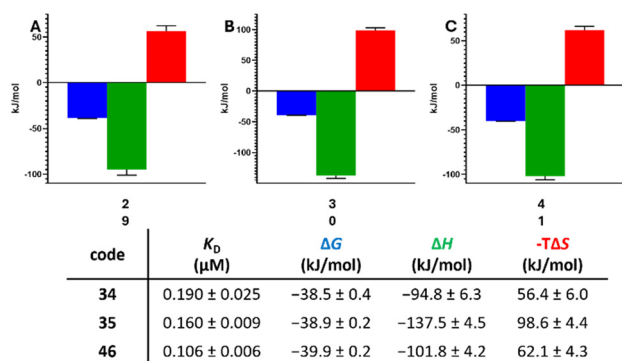 A
B
C
50
0
-50
-100
kJ/mol
100
50
0
-50
-100
kJ/mol
50
0
-50
-100
kJ/mol
2
9
3
0
4
1
code K_D (µM) ΔG (kJ/mol) ΔH (kJ/mol) -TΔS (kJ/mol)
34 0.190 ± 0.025 −38.5 ± 0.4 −94.8 ± 6.3 56.4 ± 6.0
35 0.160 ± 0.009 −38.9 ± 0.2 −137.5 ± 4.5 98.6 ± 4.4
46 0.106 ± 0.006 −39.9 ± 0.2 −101.8 ± 4.2 62.1 ± 4.3